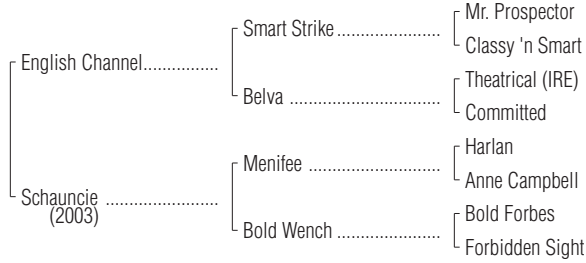 Mr. Prospector
Smart Strike ....................
Classy 'n Smart
English Channel...............
Theatrical (IRE)
Belva .............................
Committed
Harlan
Menifee .........................
Anne Campbell
Schauncie ......................
(2003)
Bold Forbes
Bold Wench ....................
Forbidden Sight